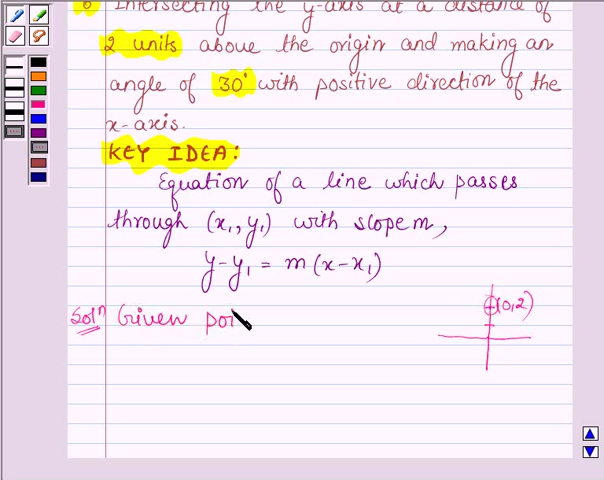 6 Intersecting the y-axis at a distance of
2 units above the origin and making an
angle of 30° with positive direction of the
x-axis.
KEY IDEA:
Equation of a line which passes
through (x₁, y₁) with slope m,
y-y₁ = m(x-x₁)
Solⁿ Given poi
(0,2)